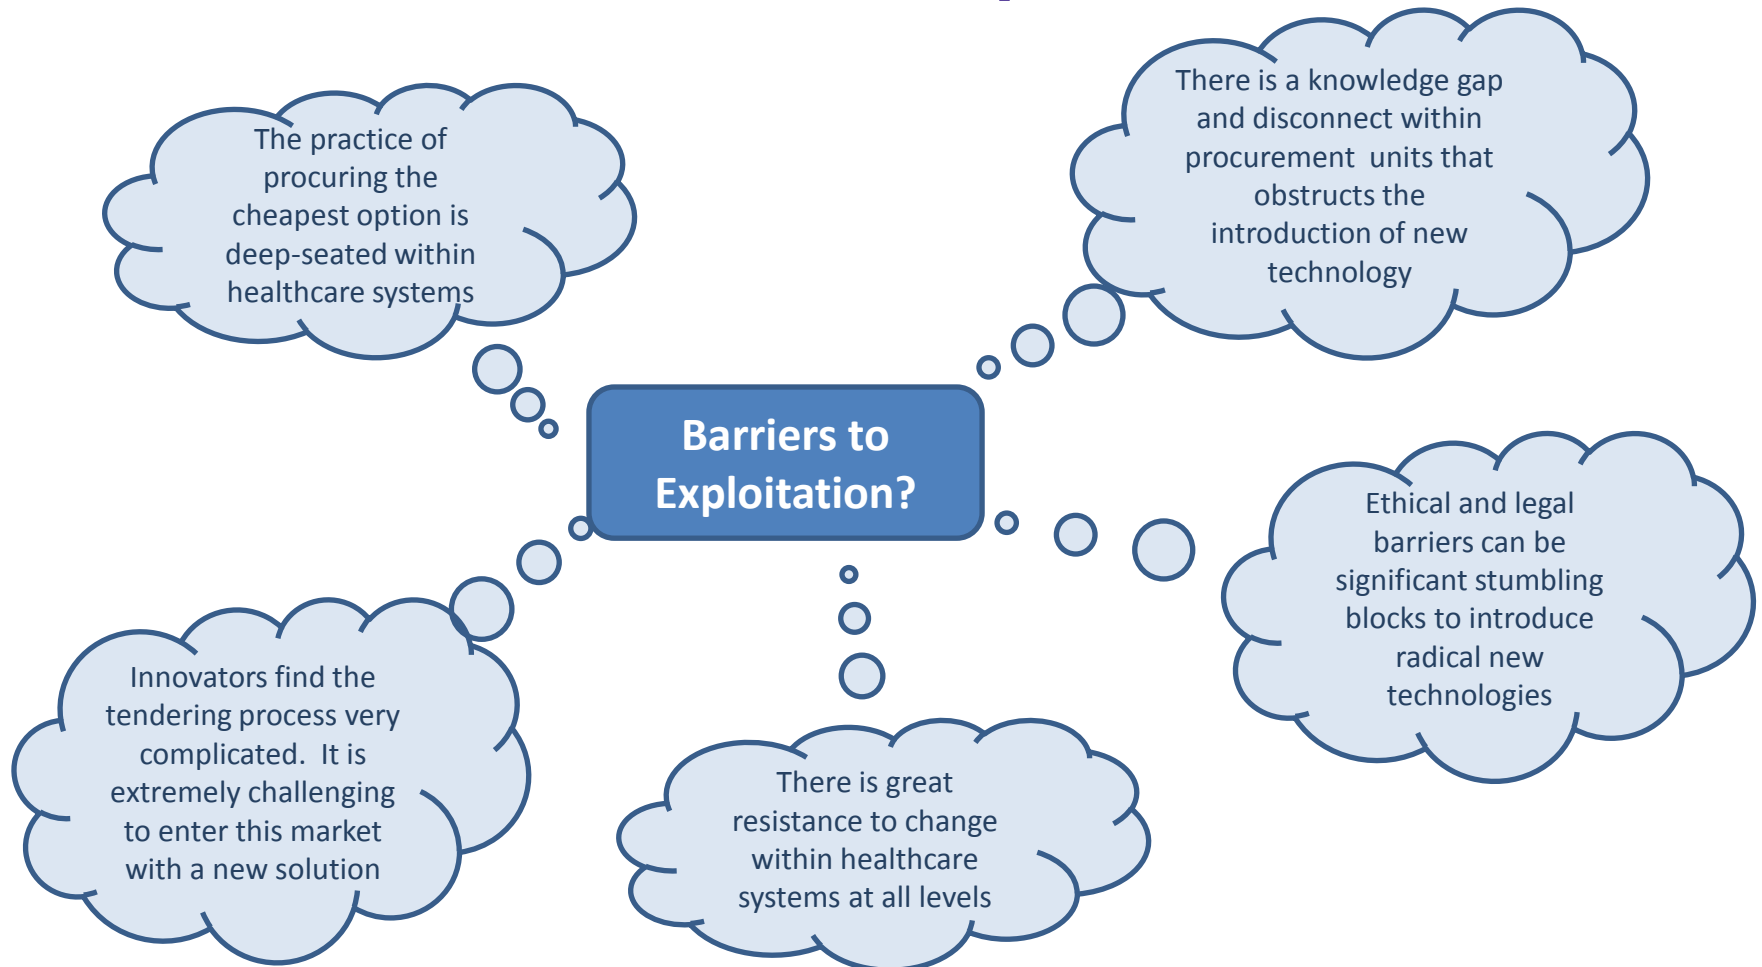 The practice of
procuring the
cheapest option is
deep-seated within
healthcare systems
There is a knowledge gap
and disconnect within
procurement  units that
obstructs the
introduction of new
technology
Barriers to
Exploitation?
Ethical and legal
barriers can be
significant stumbling
blocks to introduce
radical new
technologies
Innovators find the
tendering process very
complicated.  It is
extremely challenging
to enter this market
with a new solution
There is great
resistance to change
within healthcare
systems at all levels